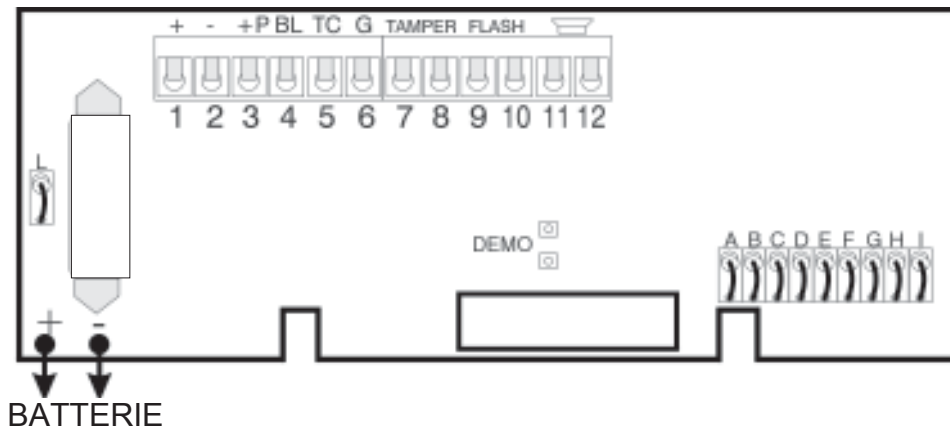 + - +P BL TC G TAMPER FLASH
1 2 3 4 5 6 7 8 9 10 11 12
L
DEMO
A B C D E F G H I
+ -
BATTERIE